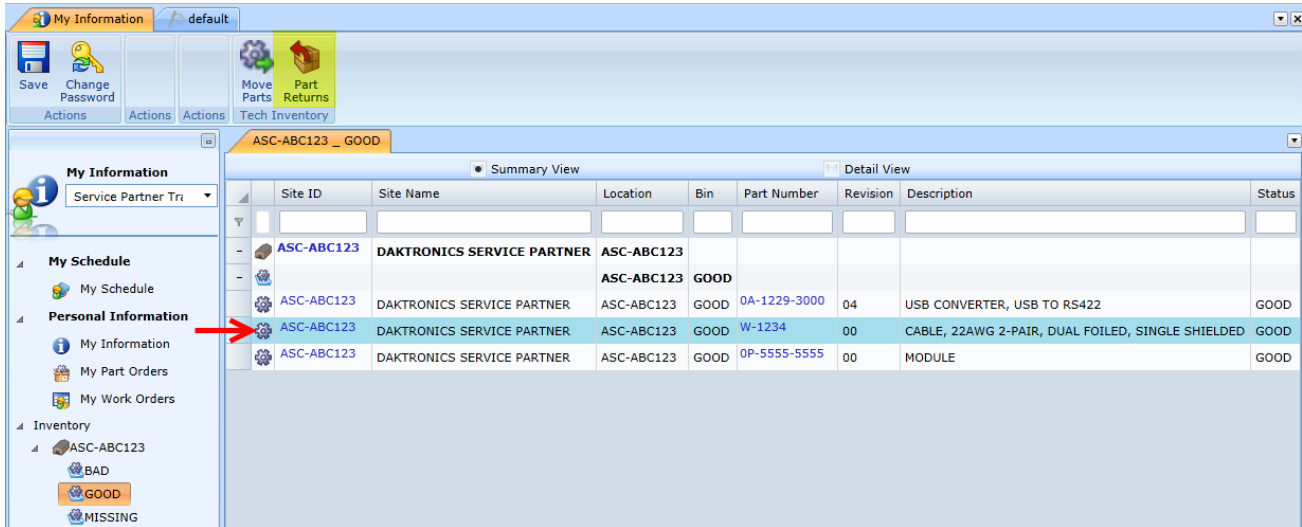 My Information default
Save Change Password Move Parts Part Returns
Actions Actions Actions Tech Inventory
ASC-ABC123 _ GOOD
My Information
Service Partner Tra
Summary View Detail View
Site ID Site Name Location Bin Part Number Revision Description Status
ASC-ABC123 DAKTRONICS SERVICE PARTNER ASC-ABC123
ASC-ABC123 GOOD
ASC-ABC123 DAKTRONICS SERVICE PARTNER ASC-ABC123 GOOD 0A-1229-3000 04 USB CONVERTER, USB TO RS422 GOOD
ASC-ABC123 DAKTRONICS SERVICE PARTNER ASC-ABC123 GOOD W-1234 00 CABLE, 22AWG 2-PAIR, DUAL FOILED, SINGLE SHIELDED GOOD
ASC-ABC123 DAKTRONICS SERVICE PARTNER ASC-ABC123 GOOD 0P-5555-5555 00 MODULE GOOD
My Schedule
My Schedule
Personal Information
My Information
My Part Orders
My Work Orders
Inventory
ASC-ABC123
BAD
GOOD
MISSING